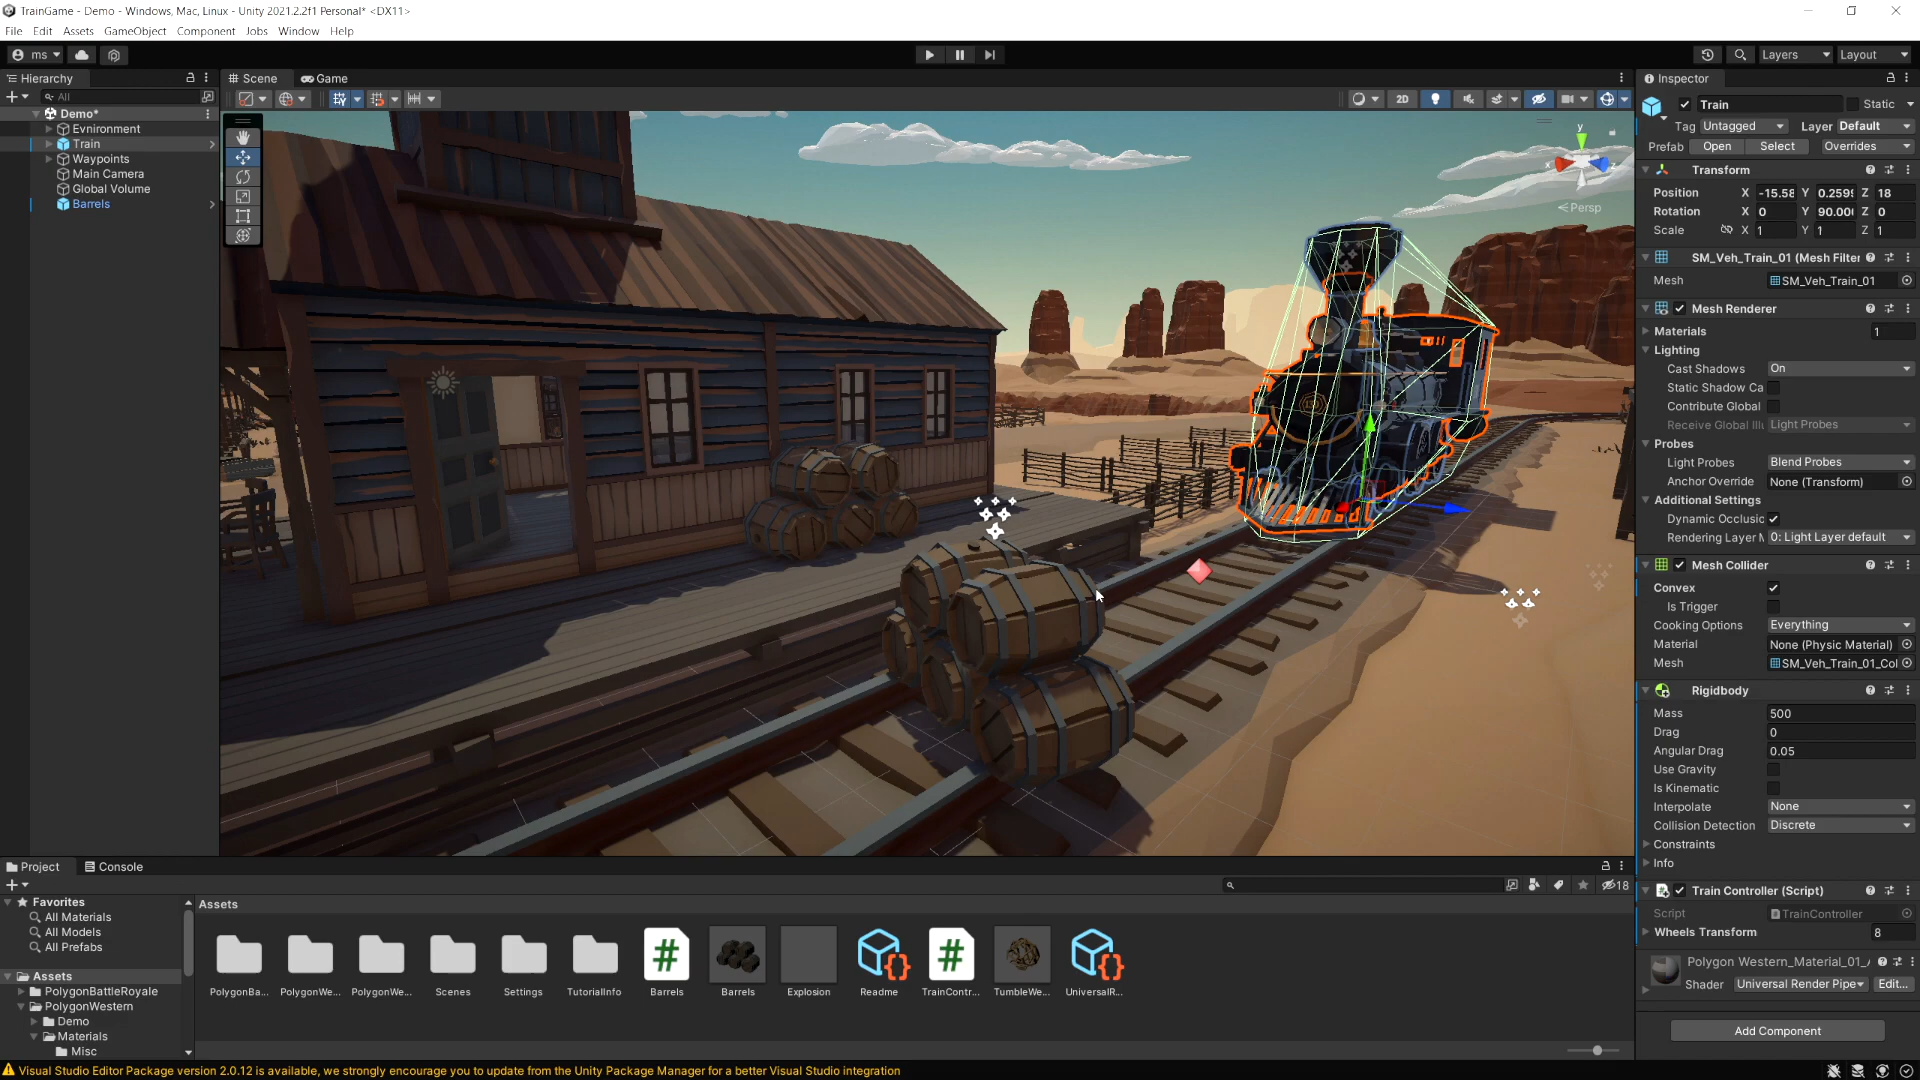 TrainGame - Demo - Windows, Mac, Linux - Unity 2021.2.2f1 Personal* <DX11>
File Edit Assets GameObject Component Jobs Window Help
ms
Layers Layout
Hierarchy
All
Demo*
Evnironment
Train
Waypoints
Main Camera
Global Volume
Barrels
Scene Game
2D
y
x
z
Persp
Inspector
Train Static
Tag Untagged Layer Default
Prefab Open Select Overrides
Transform
Position X -15.58 Y 0.259 Z 18
Rotation X 0 Y 90.00 Z 0
Scale X 1 Y 1 Z 1
SM_Veh_Train_01 (Mesh Filter
Mesh SM_Veh_Train_01
Mesh Renderer
Materials 1
Lighting
Cast Shadows On
Static Shadow Ca
Contribute Global
Receive Global Illu Light Probes
Probes
Light Probes Blend Probes
Anchor Override None (Transform)
Additional Settings
Dynamic Occlusic
Rendering Layer M 0: Light Layer default
Mesh Collider
Convex
Is Trigger
Cooking Options Everything
Material None (Physic Material)
Mesh SM_Veh_Train_01_Col
Rigidbody
Mass 500
Drag 0
Angular Drag 0.05
Use Gravity
Is Kinematic
Interpolate None
Collision Detection Discrete
Constraints
Info
Train Controller (Script)
Script TrainController
Wheels Transform 8
Polygon Western_Material_01_A
Shader Universal Render Pipe Edit...
Add Component
Project Console
18
Favorites
All Materials
All Models
All Prefabs
Assets
PolygonBattleRoyale
PolygonWestern
Demo
Materials
Misc
Assets
PolygonBa... PolygonWe... PolygonWe... Scenes Settings TutorialInfo Barrels Barrels Explosion Readme TrainContr... TumbleWe... UniversalR...
Visual Studio Editor Package version 2.0.12 is available, we strongly encourage you to update from the Unity Package Manager for a better Visual Studio integration